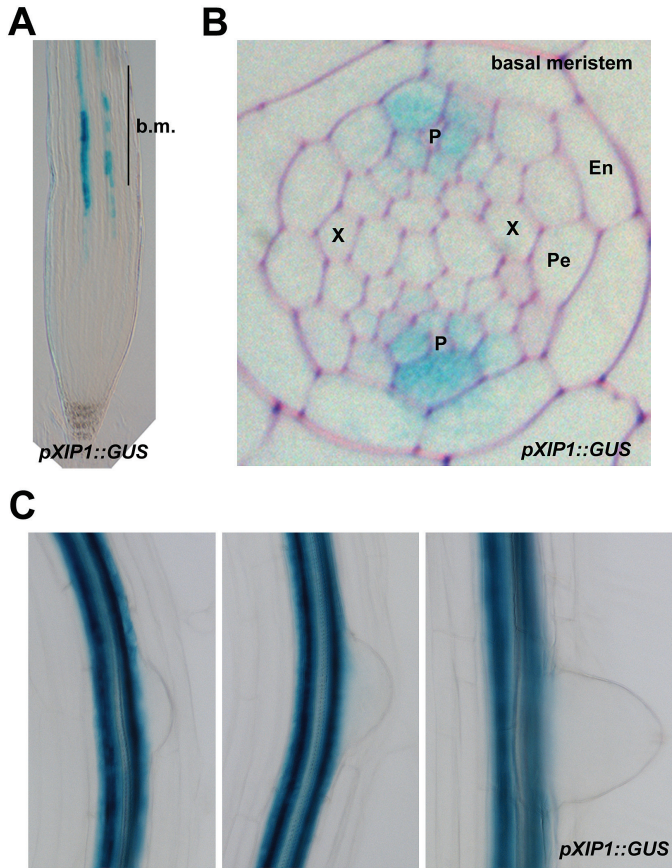 A
b.m.
pXIP1::GUS
B
basal meristem
P
En
X
X
Pe
P
pXIP1::GUS
C
pXIP1::GUS